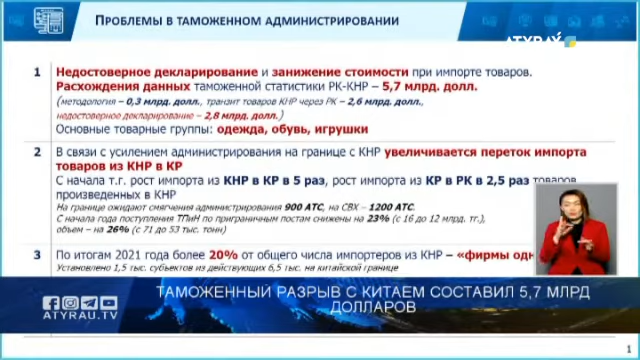 ПРОБЛЕМЫ В ТАМОЖЕННОМ АДМИНИСТРИРОВАНИИ
ATYRAÝ
1 Недостоверное декларирование и занижение стоимости при импорте товаров.
Расхождения данных таможенной статистики РК-КНР – 5,7 млрд. долл.
(методология – 0,3 млрд. долл., транзит товаров КНР через РК – 2,6 млрд. долл.,
недостоверное декларирование – 2,8 млрд. долл.)
Основные товарные группы: одежда, обувь, игрушки
2 В связи с усилением администрирования на границе с КНР увеличивается переток импорта
товаров из КНР в КР
С начала т.г. рост импорта из КНР в КР в 5 раз, рост импорта из КР в РК в 2,5 раз товаров
произведенных в КНР
На границе ожидают смягчения администрирования 900 АТС, на СВХ – 1200 АТС.
С начала года поступления ТПиН по приграничным постам снижены на 23% (с 16 до 12 млрд. тг.),
объем – на 26% (с 71 до 53 тыс. тонн)
3 По итогам 2021 года более 20% от общего числа импортеров из КНР – «фирмы
Установлено 1,5 тыс. субъектов из действующих 6,5 тыс. на китайской границе
ТАМОЖЕННЫЙ РАЗРЫВ С КИТАЕМ СОСТАВИЛ 5,7 МЛРД
ДОЛЛАРОВ
ATYRAU.TV
1